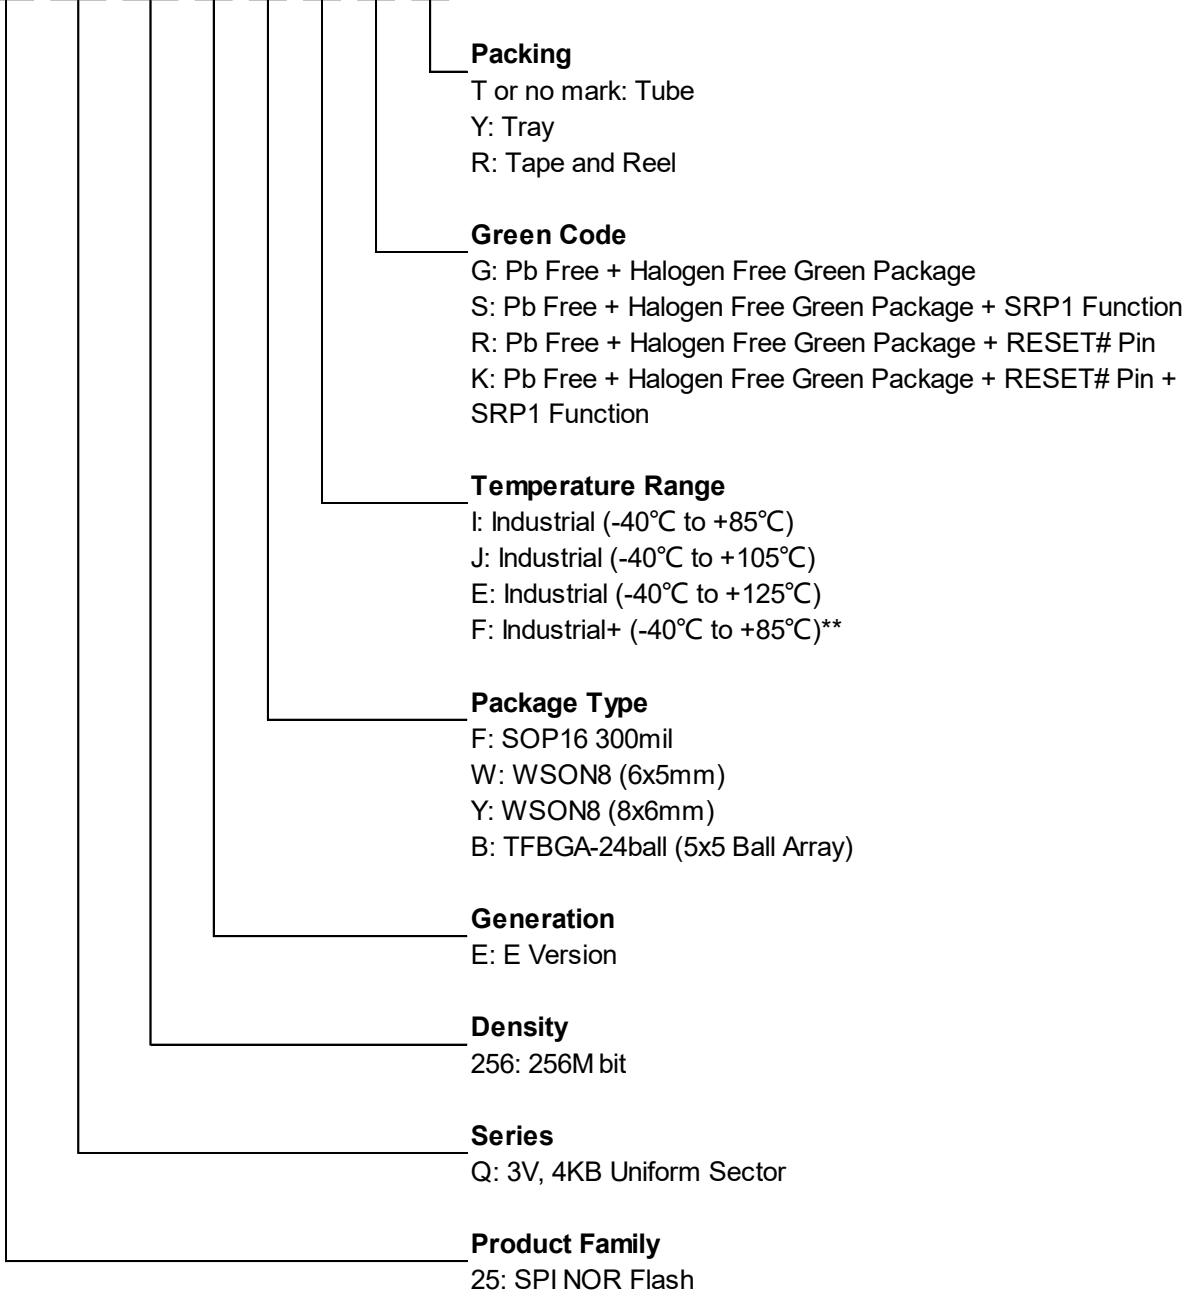 Packing
T or no mark: Tube
Y: Tray
R: Tape and Reel
Green Code
G: Pb Free + Halogen Free Green Package
S: Pb Free + Halogen Free Green Package + SRP1 Function
R: Pb Free + Halogen Free Green Package + RESET# Pin
K: Pb Free + Halogen Free Green Package + RESET# Pin +
SRP1 Function
Temperature Range
I: Industrial (-40℃ to +85℃)
J: Industrial (-40℃ to +105℃)
E: Industrial (-40℃ to +125℃)
F: Industrial+ (-40℃ to +85℃)**
Package Type
F: SOP16 300mil
W: WSON8 (6x5mm)
Y: WSON8 (8x6mm)
B: TFBGA-24ball (5x5 Ball Array)
Generation
E: E Version
Density
256: 256M bit
Series
Q: 3V, 4KB Uniform Sector
Product Family
25: SPI NOR Flash